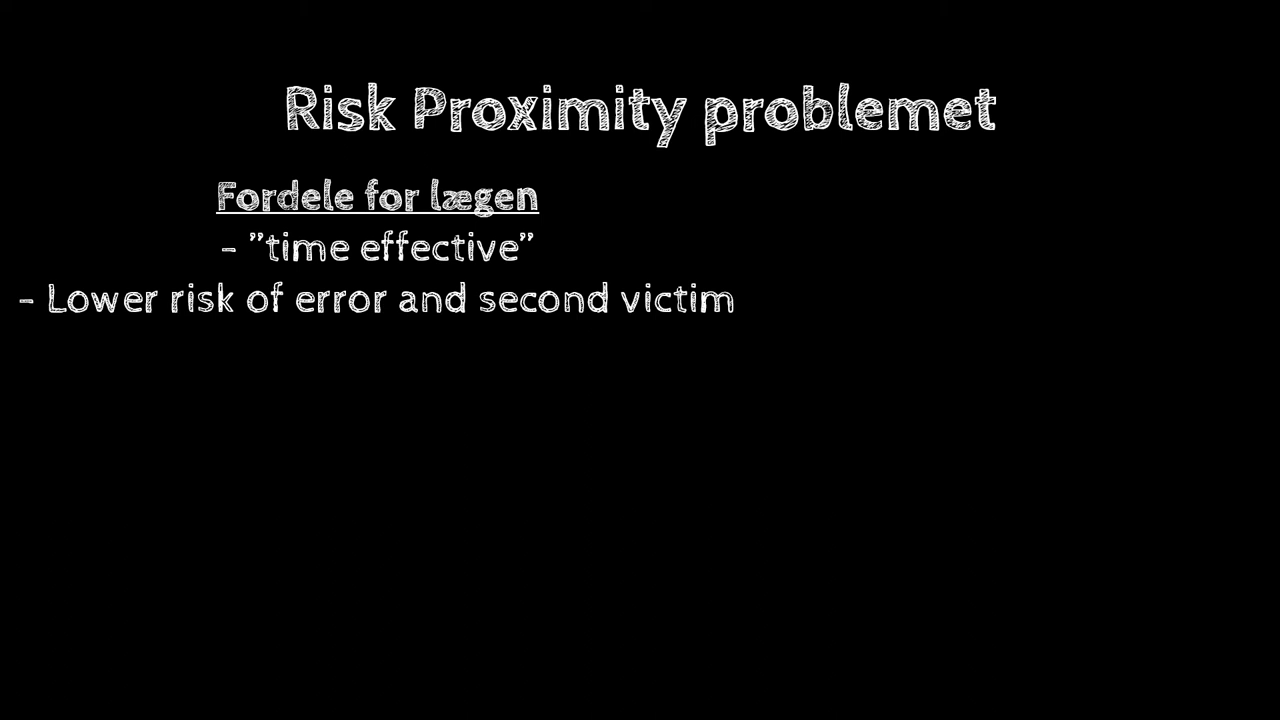 Risk Proximity problemet
Fordele for lægen
- ”time effective”
- Lower risk of error and second victim